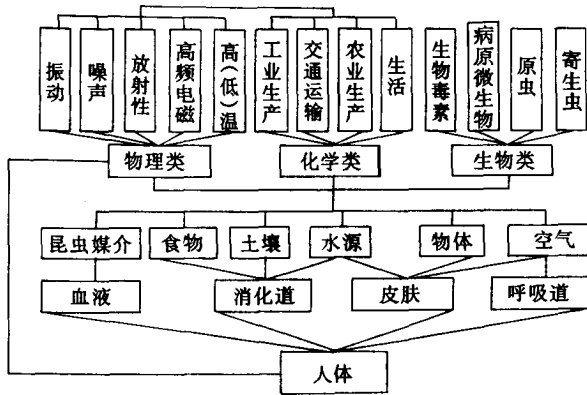 振动
噪声
放射性
高频电磁
高(低)温
工业生产
交通运输
农业生产
生活
生物毒素
病原微生物
原虫
寄生虫
物理类
化学类
生物类
昆虫媒介
食物
土壤
水源
物体
空气
血液
消化道
皮肤
呼吸道
人体